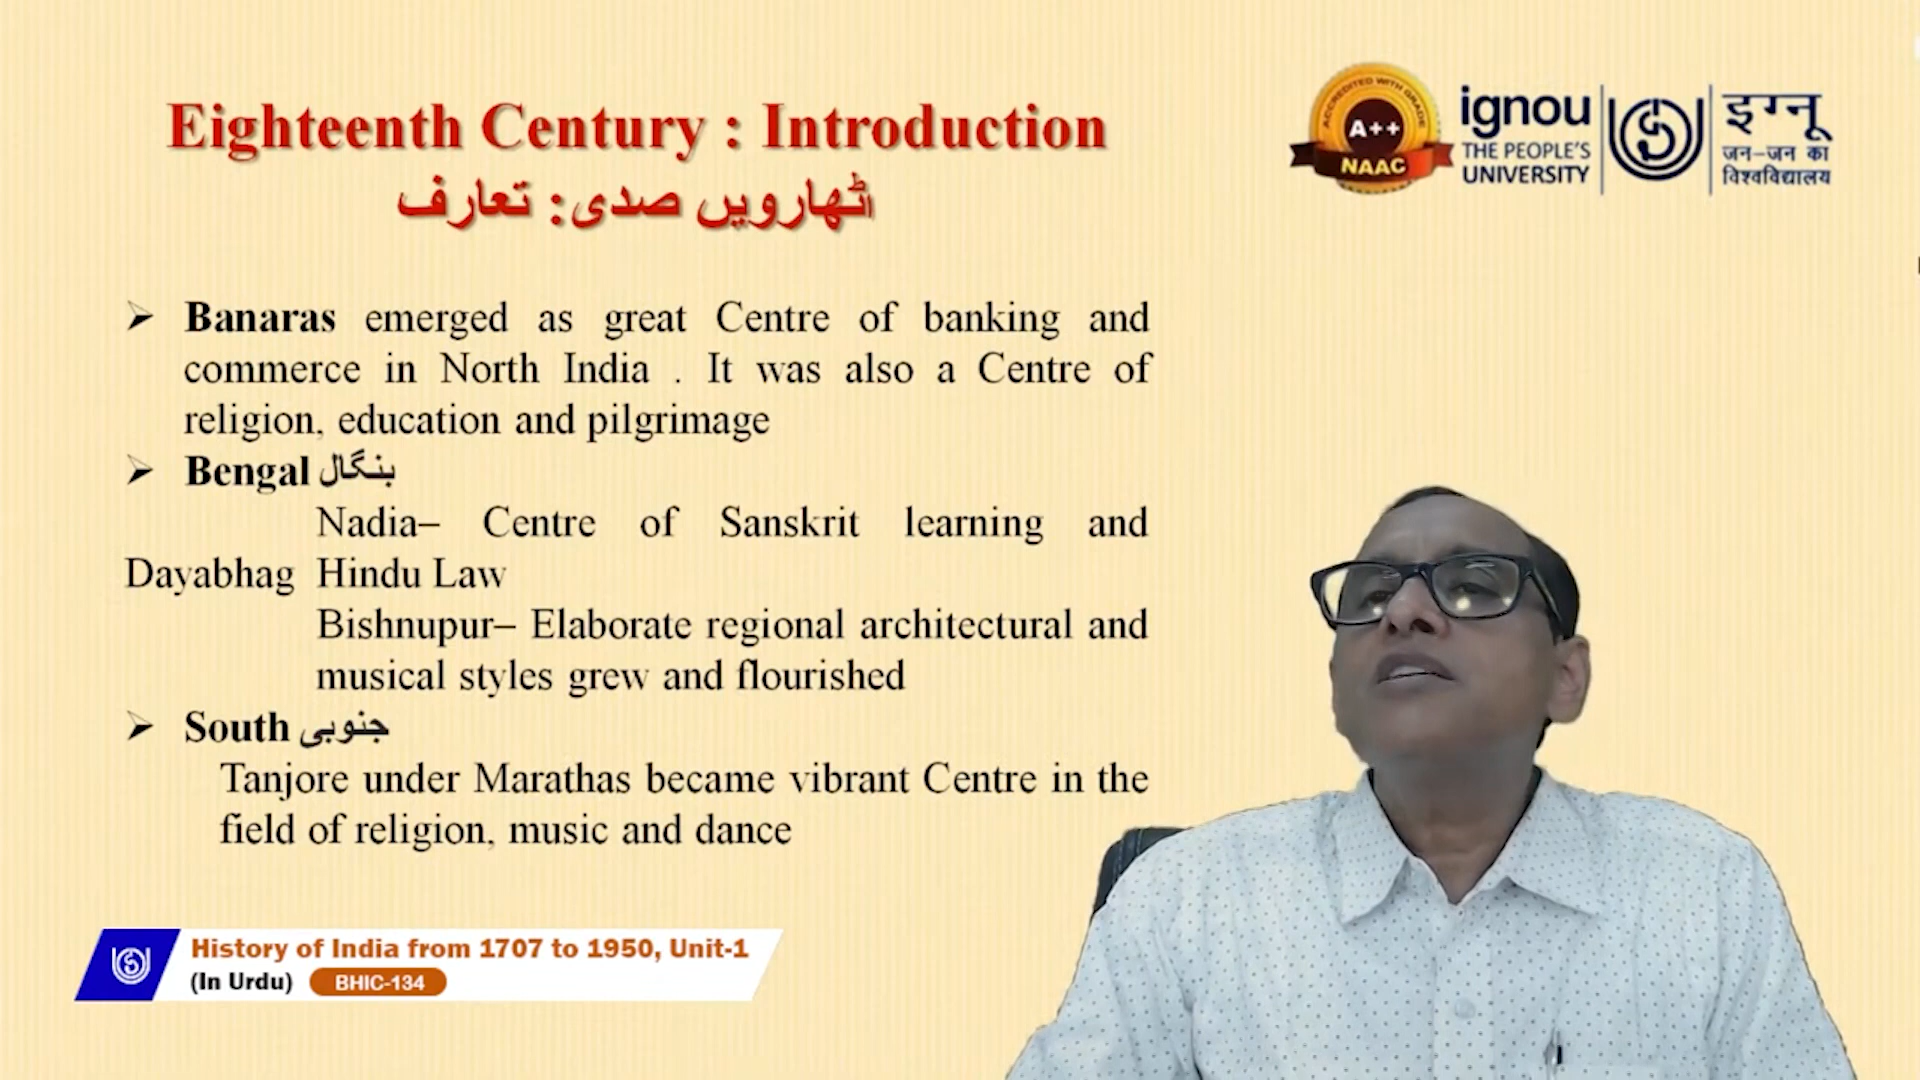 Eighteenth Century : Introduction
اٹھارویں صدی: تعارف
ACCREDITED WITH GRADE
A++
NAAC
ignou
THE PEOPLE'S
UNIVERSITY
इग्नू
जन-जन का
विश्वविद्यालय
➢ Banaras emerged as great Centre of banking and
commerce in North India . It was also a Centre of
religion, education and pilgrimage
➢ Bengal بنگال
Nadia– Centre of Sanskrit learning and
Dayabhag Hindu Law
Bishnupur– Elaborate regional architectural and
musical styles grew and flourished
➢ South جنوبی
Tanjore under Marathas became vibrant Centre in the
field of religion, music and dance
History of India from 1707 to 1950, Unit-1
(In Urdu) BHIC-134